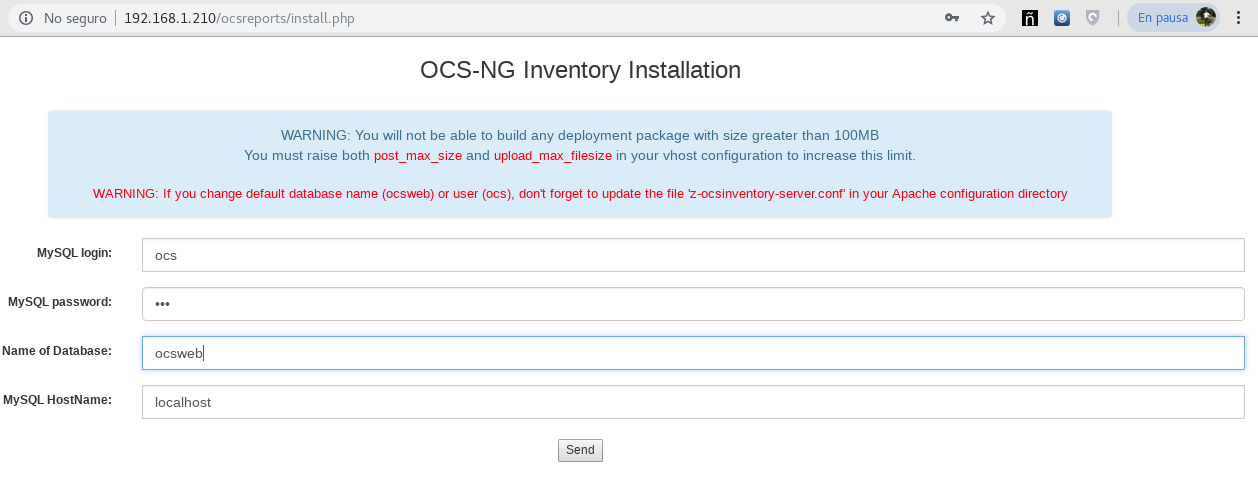 No seguro | 192.168.1.210/ocsreports/install.php
ñ
En pausa
OCS-NG Inventory Installation
WARNING: You will not be able to build any deployment package with size greater than 100MB
You must raise both post_max_size and upload_max_filesize in your vhost configuration to increase this limit.
WARNING: If you change default database name (ocsweb) or user (ocs), don't forget to update the file 'z-ocsinventory-server.conf' in your Apache configuration directory
MySQL login: ocs
MySQL password: •••
Name of Database: ocsweb
MySQL HostName: localhost
Send